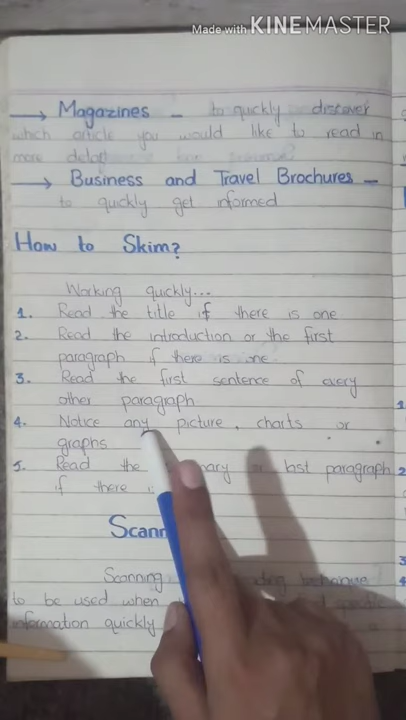 Made with KINEMASTER
→ Magazines - to quickly discover
which article you would like to read in
more
→ Business and Travel Brochures -
to quickly get informed
How to Skim?
Working quickly...
1. Read the title if there is one
2. Read the introduction or the first
paragraph if there is one
3. Read the first sentence of every
other paragraph
4. Notice any picture, charts or
graphs
5. Read the last paragraph
if there
Scann
Scanning
to be used when
information quickly
1
2
3
4